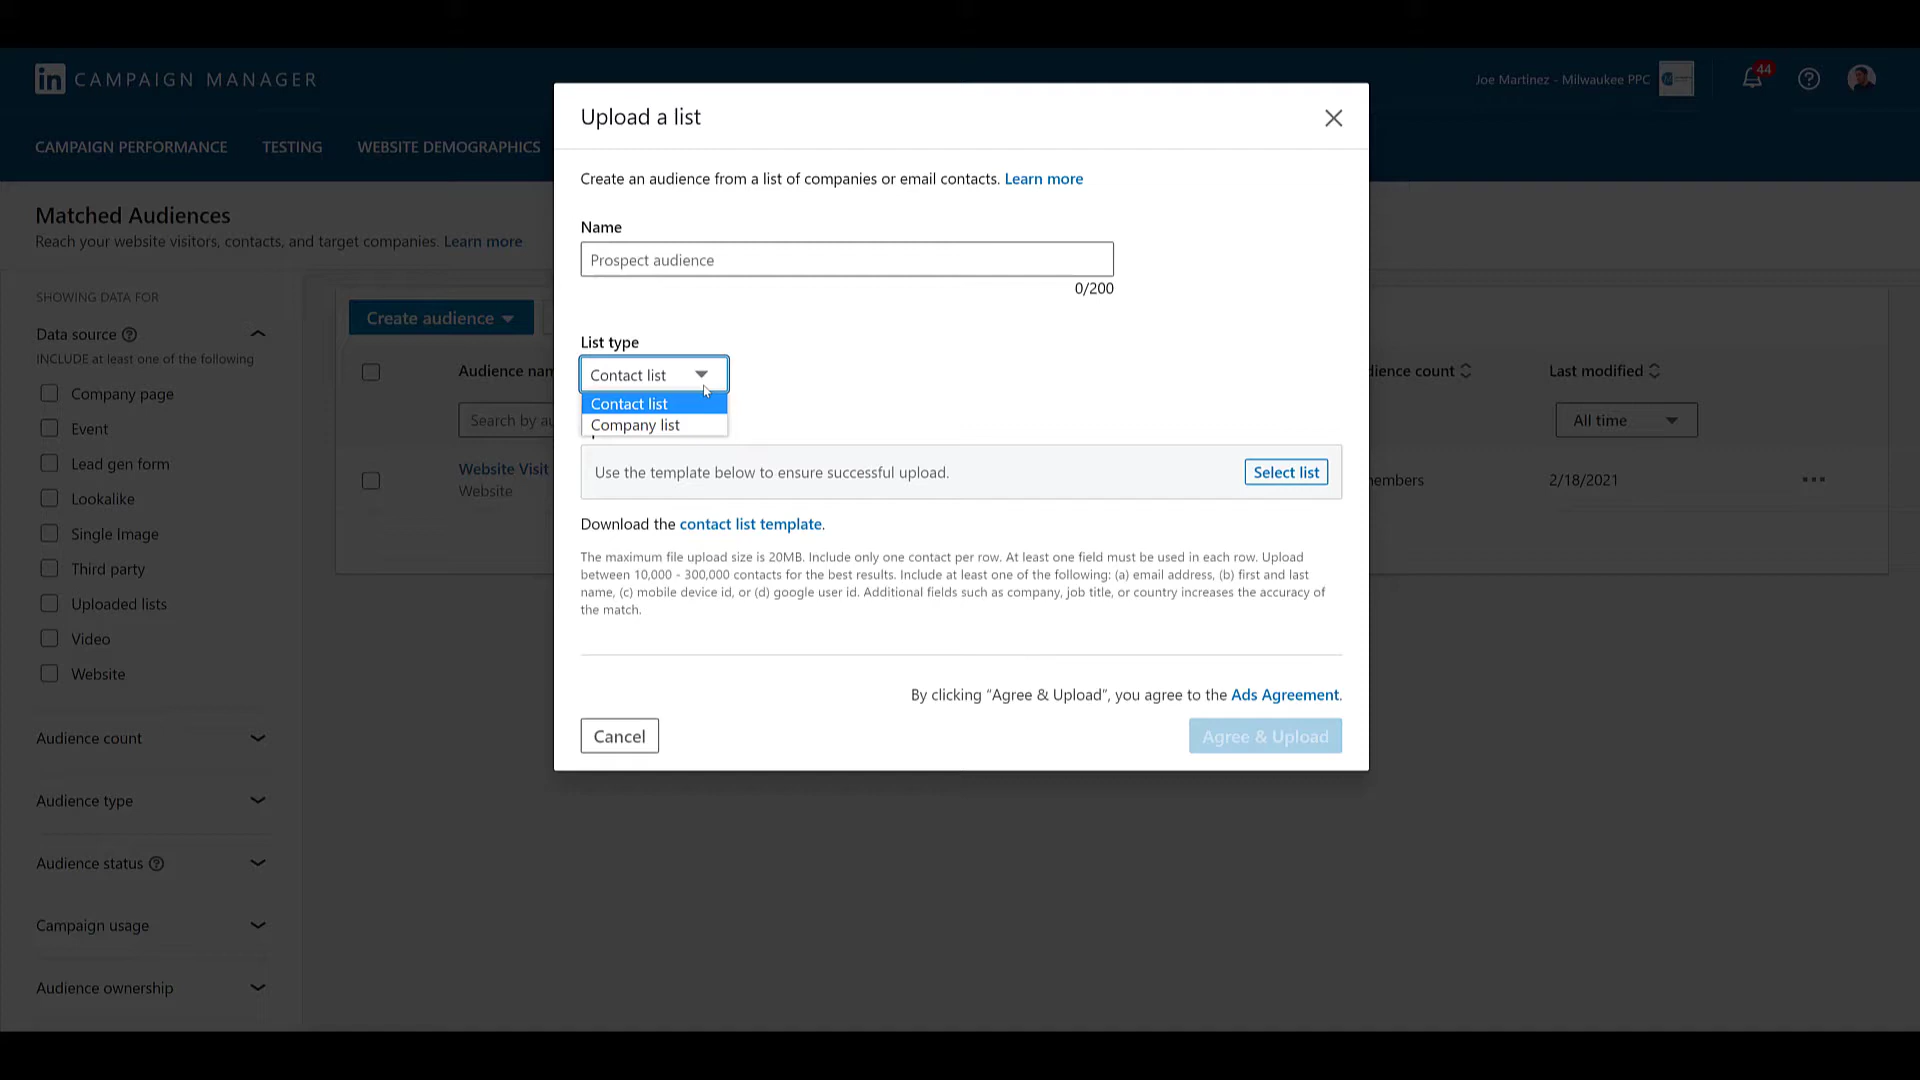 in CAMPAIGN MANAGER
Joe Martinez - Milwaukee PPC
44
CAMPAIGN PERFORMANCE TESTING WEBSITE DEMOGRAPHICS
Matched Audiences
Reach your website visitors, contacts, and target companies. Learn more
SHOWING DATA FOR
Data source
INCLUDE at least one of the following
Company page
Event
Lead gen form
Lookalike
Single Image
Third party
Uploaded lists
Video
Website
Audience count
Audience type
Audience status
Campaign usage
Audience ownership
Create audience
Audience nam
Search by au
Website Visit
Website
Upload a list
Create an audience from a list of companies or email contacts. Learn more
Name
Prospect audience
0/200
List type
Contact list
Contact list
Company list
Use the template below to ensure successful upload.
Select list
Download the contact list template.
The maximum file upload size is 20MB. Include only one contact per row. At least one field must be used in each row. Upload
between 10,000 - 300,000 contacts for the best results. Include at least one of the following: (a) email address, (b) first and last
name, (c) mobile device id, or (d) google user id. Additional fields such as company, job title, or country increases the accuracy of
the match.
By clicking “Agree & Upload”, you agree to the Ads Agreement.
Cancel
Agree & Upload
dience count
Last modified
All time
embers
2/18/2021